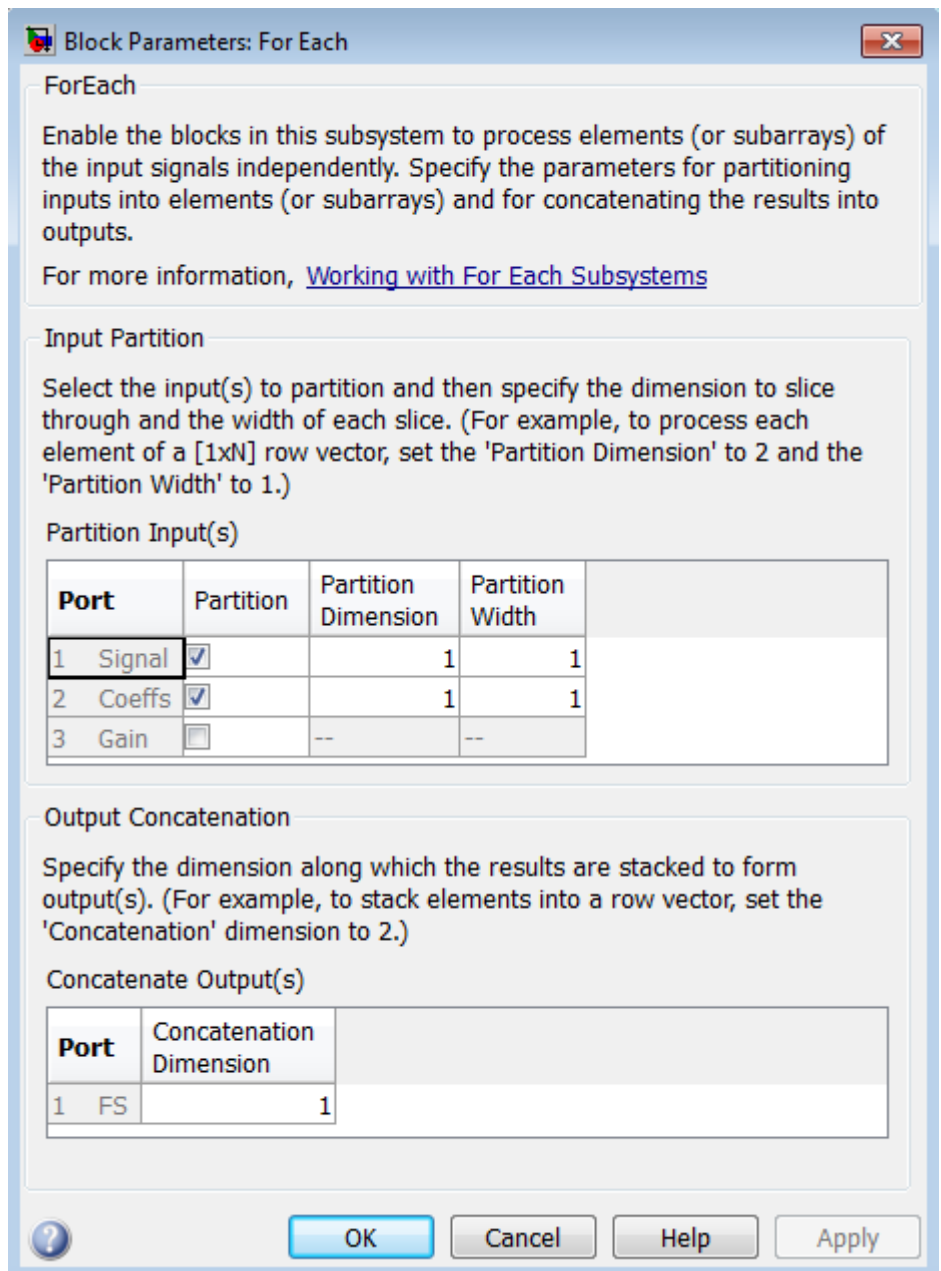 Block Parameters: For Each
ForEach
Enable the blocks in this subsystem to process elements (or subarrays) of
the input signals independently. Specify the parameters for partitioning
inputs into elements (or subarrays) and for concatenating the results into
outputs.
For more information, Working with For Each Subsystems
Input Partition
Select the input(s) to partition and then specify the dimension to slice
through and the width of each slice. (For example, to process each
element of a [1xN] row vector, set the 'Partition Dimension' to 2 and the
'Partition Width' to 1.)
Partition Input(s)
Port Partition Partition Dimension Partition Width
1 Signal 1 1
2 Coeffs 1 1
3 Gain -- --
Output Concatenation
Specify the dimension along which the results are stacked to form
output(s). (For example, to stack elements into a row vector, set the
'Concatenation' dimension to 2.)
Concatenate Output(s)
Port Concatenation Dimension
1 FS 1
? OK Cancel Help Apply